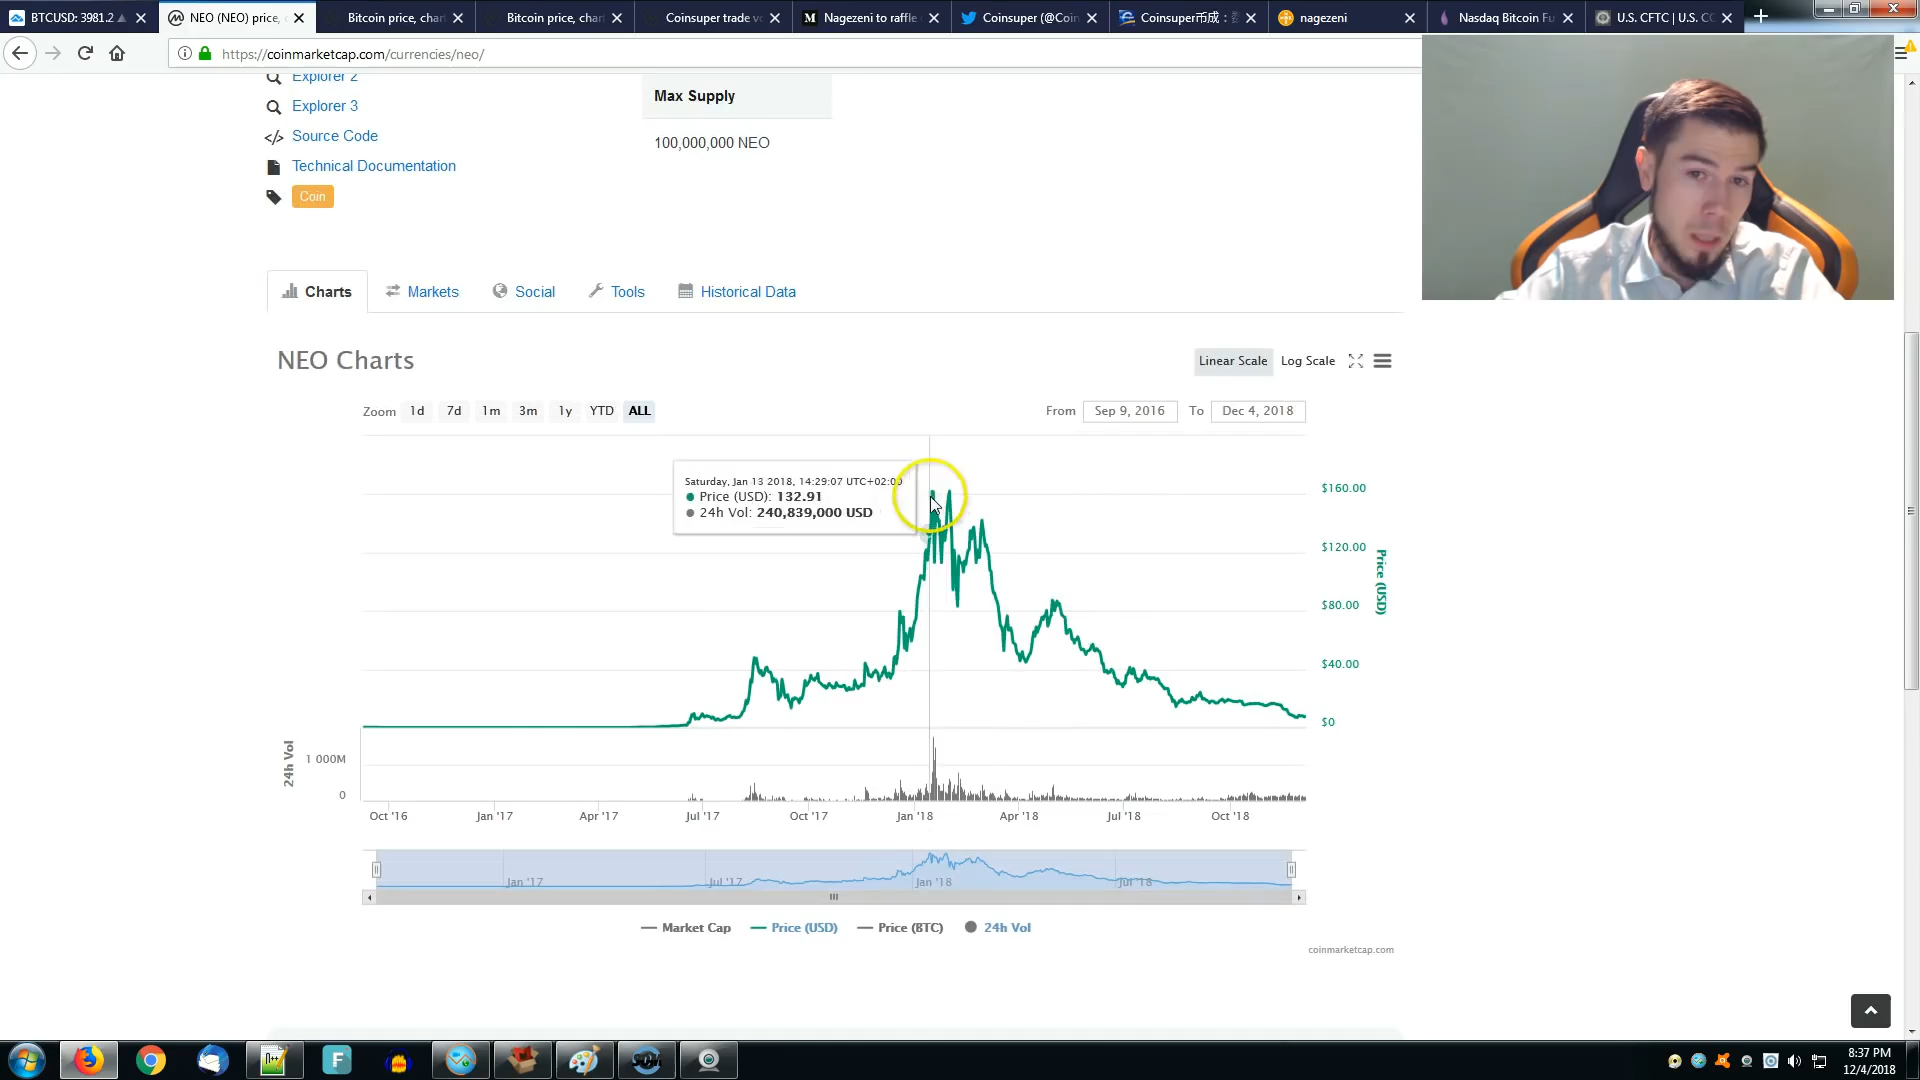 BTCUSD: 3981.2 ▲
NEO (NEO) price,
Bitcoin price, char
Bitcoin price, char
Coinsuper trade vo
M Nagezeni to raffle
Coinsuper (@Coin
Coinsuper币成：
nagezeni
Nasdaq Bitcoin Fu
U.S. CFTC | U.S. CO
https://coinmarketcap.com/currencies/neo/
Explorer 2
Explorer 3
</> Source Code
Technical Documentation
Coin
Max Supply
100,000,000 NEO
Charts
Markets
Social
Tools
Historical Data
NEO Charts
Linear Scale
Log Scale
Zoom 1d 7d 1m 3m 1y YTD ALL
From Sep 9, 2016 To Dec 4, 2018
Saturday, Jan 13 2018, 14:29:07 UTC+02:00
Price (USD): 132.91
24h Vol: 240,839,000 USD
$160.00
$120.00
$80.00
$40.00
$0
Price (USD)
24h Vol
1 000M
0
Oct '16 Jan '17 Apr '17 Jul '17 Oct '17 Jan '18 Apr '18 Jul '18 Oct '18
Jan '17 Jul '17 Jan '18 Jul '18
Market Cap Price (USD) Price (BTC) 24h Vol
coinmarketcap.com
F
8:37 PM
12/4/2018